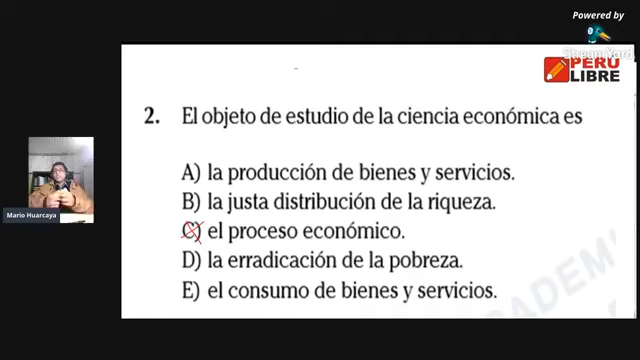 Powered by
StreamYard
PERÚ
LIBRE
2. El objeto de estudio de la ciencia económica es
A) la producción de bienes y servicios.
B) la justa distribución de la riqueza.
C) el proceso económico.
D) la erradicación de la pobreza.
E) el consumo de bienes y servicios.
Mario Huarcaya